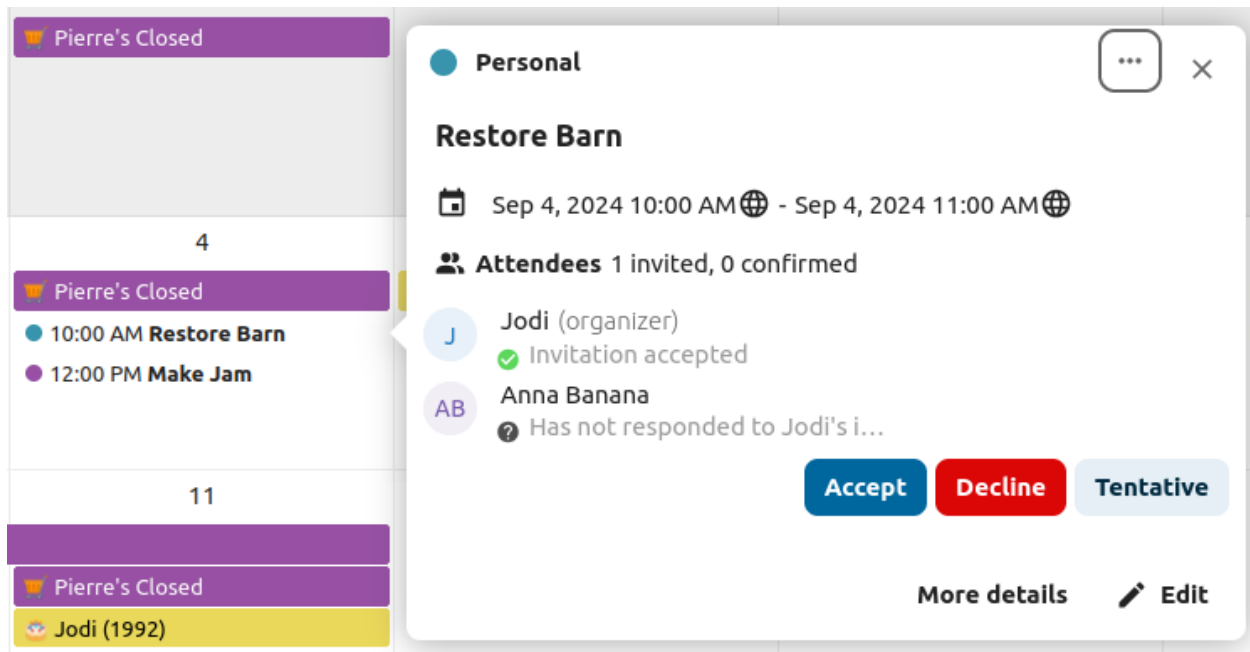 Pierre's Closed
4
Pierre's Closed
10:00 AM Restore Barn
12:00 PM Make Jam
11
Pierre's Closed
Jodi (1992)
Personal
Restore Barn
Sep 4, 2024 10:00 AM - Sep 4, 2024 11:00 AM
Attendees 1 invited, 0 confirmed
J
Jodi (organizer)
Invitation accepted
AB
Anna Banana
Has not responded to Jodi's i...
Accept Decline Tentative
More details Edit